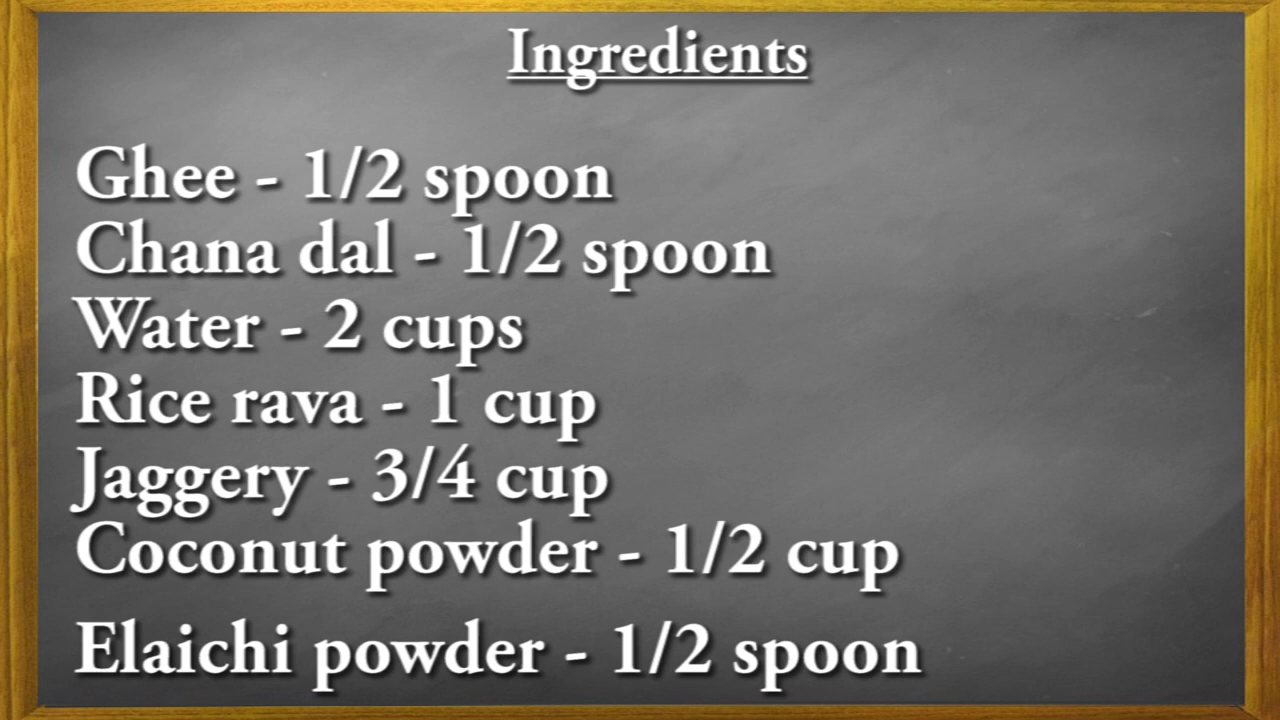 Ingredients
Ghee - 1/2 spoon
Chana dal - 1/2 spoon
Water - 2 cups
Rice rava - 1 cup
Jaggery - 3/4 cup
Coconut powder - 1/2 cup
Elaichi powder - 1/2 spoon